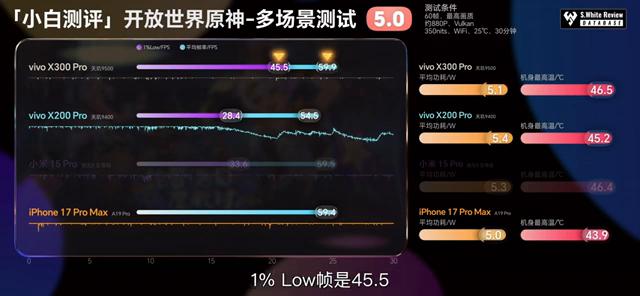 「小白测评」开放世界原神-多场景测试 5.0
测试条件
60帧、最高画质
约880P、Vulkan
350nits、WiFi、25℃、30分钟
S.White Review
DATABASE
1%Low/FPS 平均帧率/FPS
vivo X300 Pro 天玑9500 45.5 59.9
vivo X200 Pro 天玑9400 28.4 54.5
小米 15 Pro 33.6 59.5
iPhone 17 Pro Max A19 Pro 59.4
0 5 10 15 20 25 30
vivo X300 Pro 天玑9500
平均功耗/W 机身最高温/℃
5.1 46.5
vivo X200 Pro 天玑9400
平均功耗/W 机身最高温/℃
5.4 45.2
小米 15 Pro
平均功耗/W 机身最高温/℃
5.3 46.4
iPhone 17 Pro Max A19 Pro
平均功耗/W 机身最高温/℃
5.0 43.9
1% Low帧是45.5